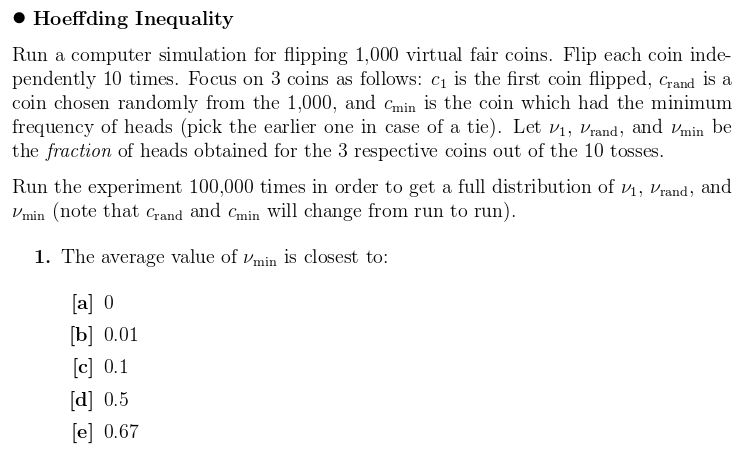 ● Hoeffding Inequality
Run a computer simulation for flipping 1,000 virtual fair coins. Flip each coin inde-
pendently 10 times. Focus on 3 coins as follows: c₁ is the first coin flipped, c_rand is a
coin chosen randomly from the 1,000, and c_min is the coin which had the minimum
frequency of heads (pick the earlier one in case of a tie). Let ν₁, ν_rand, and ν_min be
the fraction of heads obtained for the 3 respective coins out of the 10 tosses.
Run the experiment 100,000 times in order to get a full distribution of ν₁, ν_rand, and
ν_min (note that c_rand and c_min will change from run to run).
1. The average value of ν_min is closest to:
[a] 0
[b] 0.01
[c] 0.1
[d] 0.5
[e] 0.67